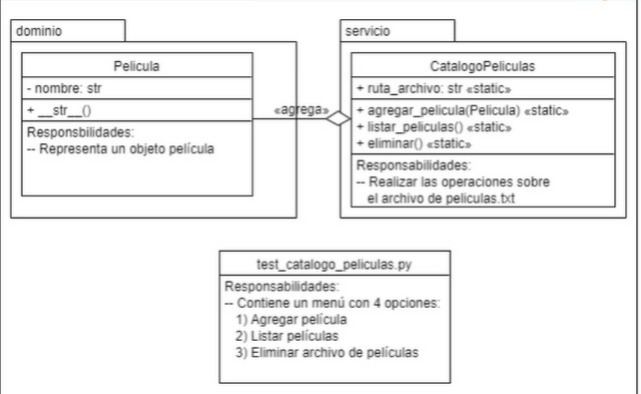 dominio
Pelicula
- nombre: str
+ __str__()
Responsbilidades:
-- Representa un objeto película
«agrega»
servicio
CatalogoPeliculas
+ ruta_archivo: str «static»
+ agregar_pelicula(Pelicula) «static»
+ listar_peliculas() «static»
+ eliminar() «static»
Responsabilidades:
-- Realizar las operaciones sobre
el archivo de peliculas.txt
test_catalogo_peliculas.py
Responsabilidades:
-- Contiene un menú con 4 opciones:
1) Agregar película
2) Listar películas
3) Eliminar archivo de películas